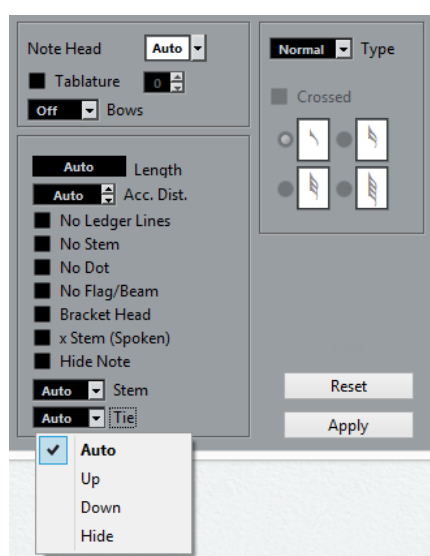 Note Head Auto
Tablature 0
Off Bows
Auto Length
Auto Acc. Dist.
No Ledger Lines
No Stem
No Dot
No Flag/Beam
Bracket Head
x Stem (Spoken)
Hide Note
Auto Stem
Auto Tie
Auto
Up
Down
Hide
Normal Type
Crossed
Reset
Apply